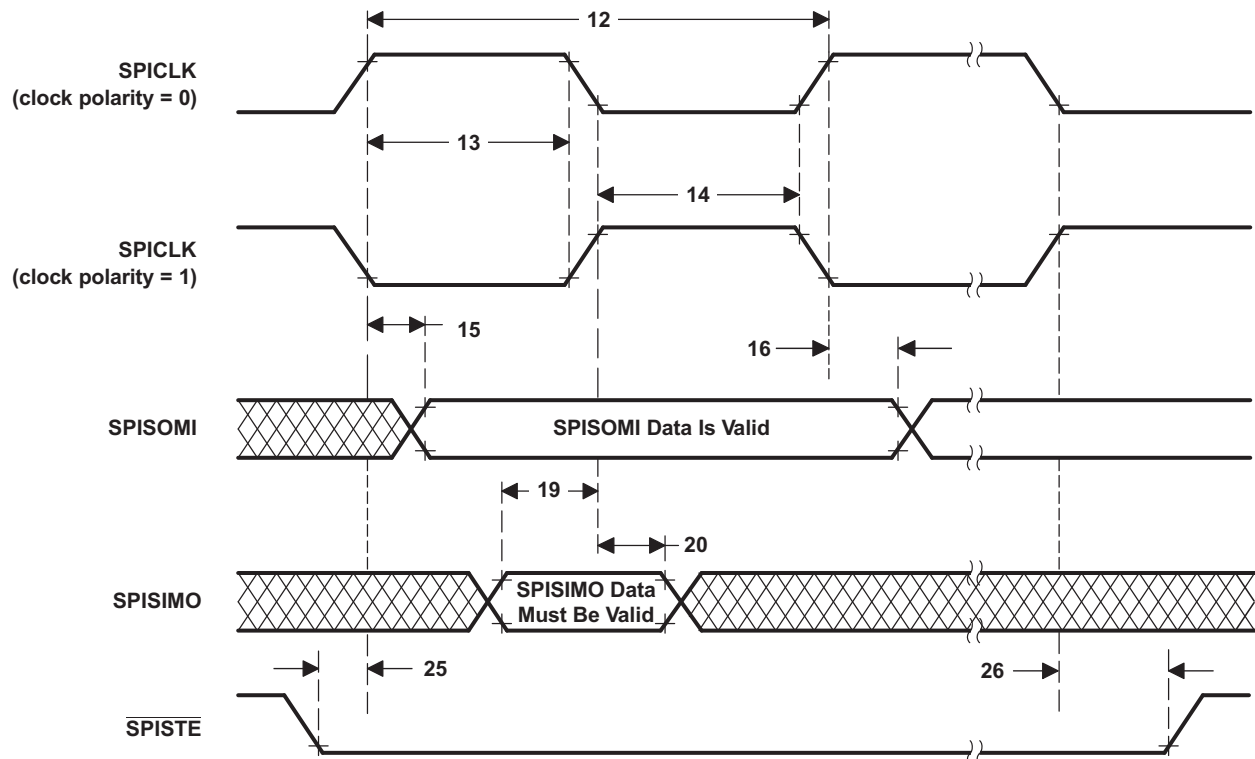 12
SPICLK
(clock polarity = 0)
13
14
SPICLK
(clock polarity = 1)
15
16
SPISOMI
SPISOMI Data Is Valid
19
20
SPISIMO
SPISIMO Data
Must Be Valid
25
26
SPISTE